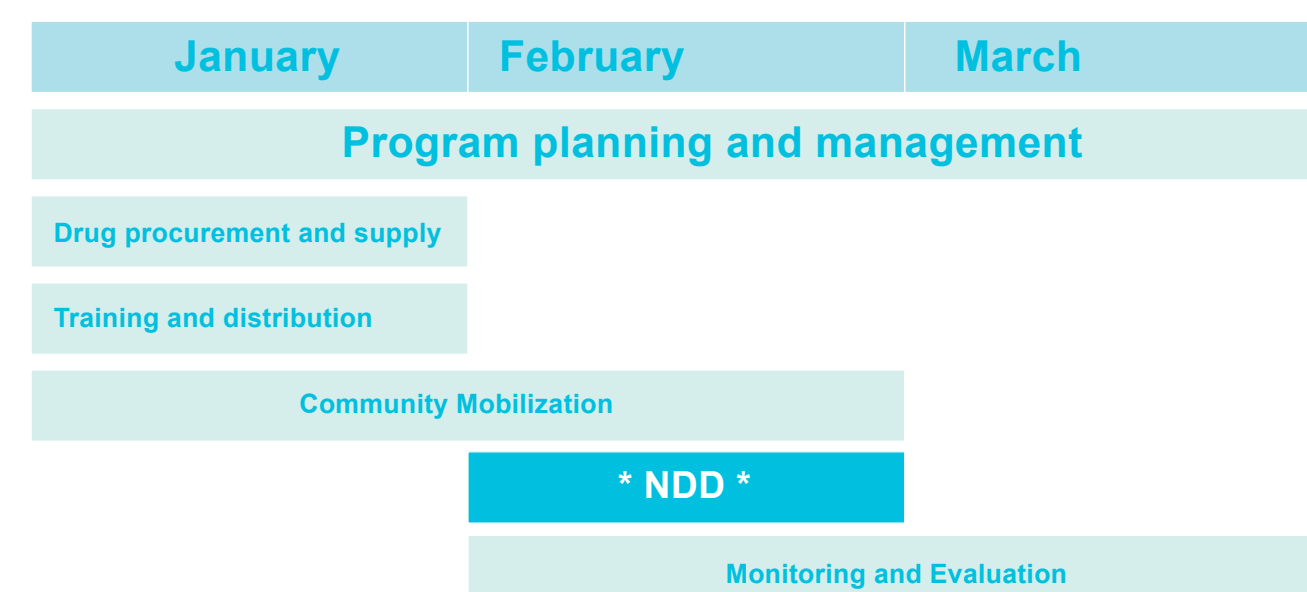 January February March
Program planning and management
Drug procurement and supply
Training and distribution
Community Mobilization
* NDD *
Monitoring and Evaluation